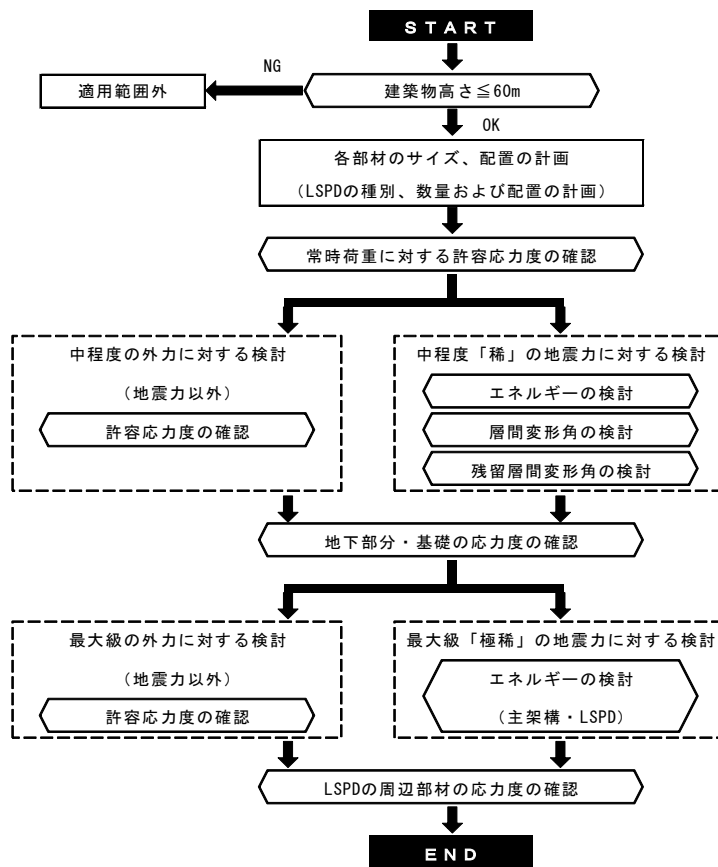 START
NG
適用範囲外
建築物高さ≦60m
OK
各部材のサイズ、配置の計画
(LSPDの種別、数量および配置の計画)
常時荷重に対する許容応力度の確認
中程度の外力に対する検討
(地震力以外)
許容応力度の確認
中程度「稀」の地震力に対する検討
エネルギーの検討
層間変形角の検討
残留層間変形角の検討
地下部分・基礎の応力度の確認
最大級の外力に対する検討
(地震力以外)
許容応力度の確認
最大級「極稀」の地震力に対する検討
エネルギーの検討
(主架構・LSPD)
LSPDの周辺部材の応力度の確認
END